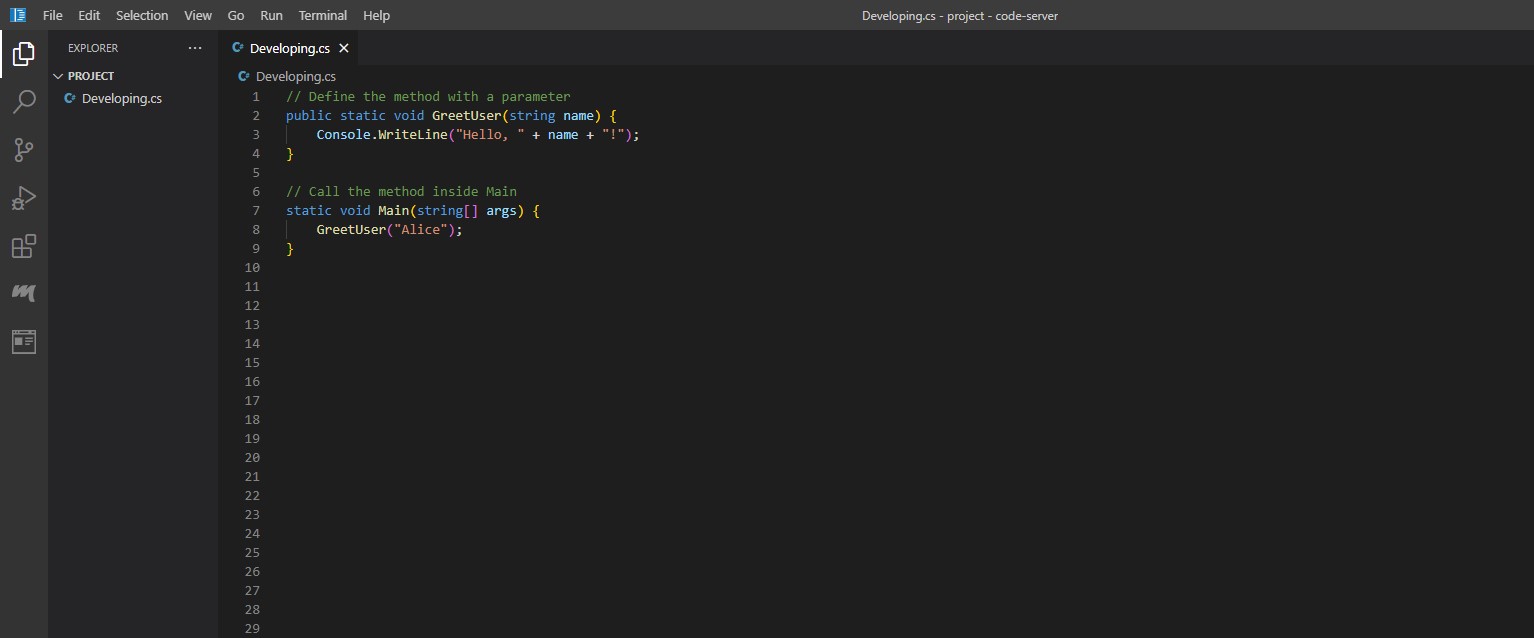 File Edit Selection View Go Run Terminal Help
Developing.cs - project - code-server
EXPLORER ...
PROJECT
C# Developing.cs
C# Developing.cs
C# Developing.cs
1 // Define the method with a parameter
2 public static void GreetUser(string name) {
3     Console.WriteLine("Hello, " + name + "!");
4 }
5
6 // Call the method inside Main
7 static void Main(string[] args) {
8     GreetUser("Alice");
9 }
10
11
12
13
14
15
16
17
18
19
20
21
22
23
24
25
26
27
28
29